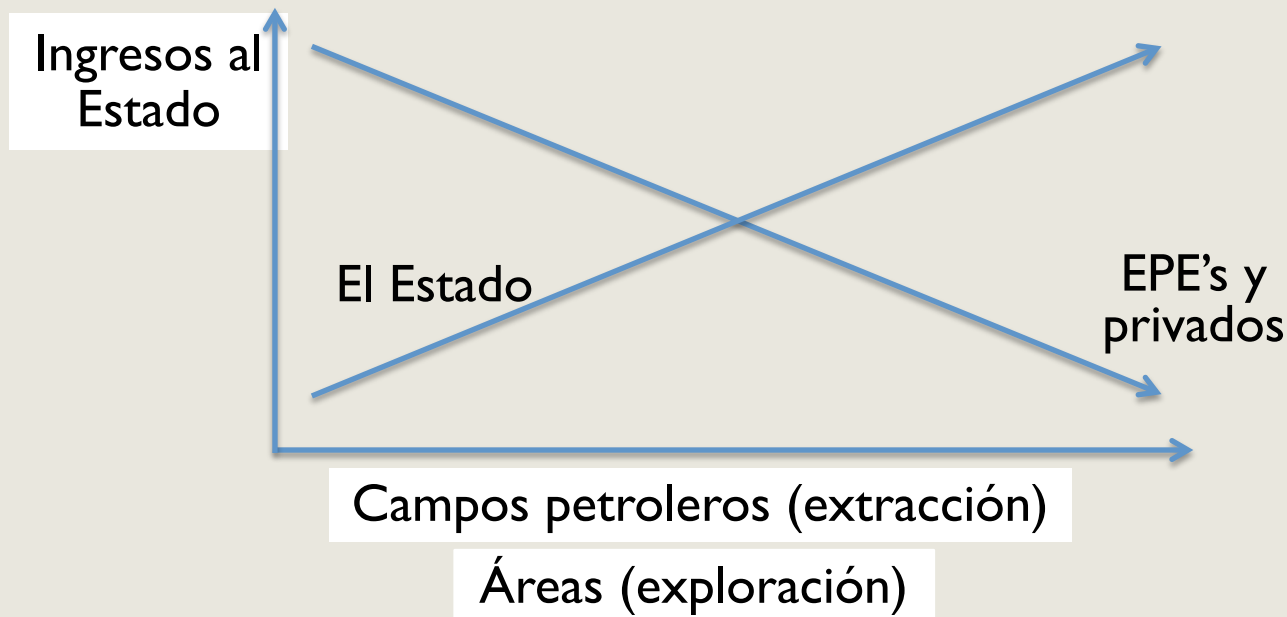 Ingresos al
Estado
El Estado
EPE’s y
privados
Campos petroleros (extracción)
Áreas (exploración)